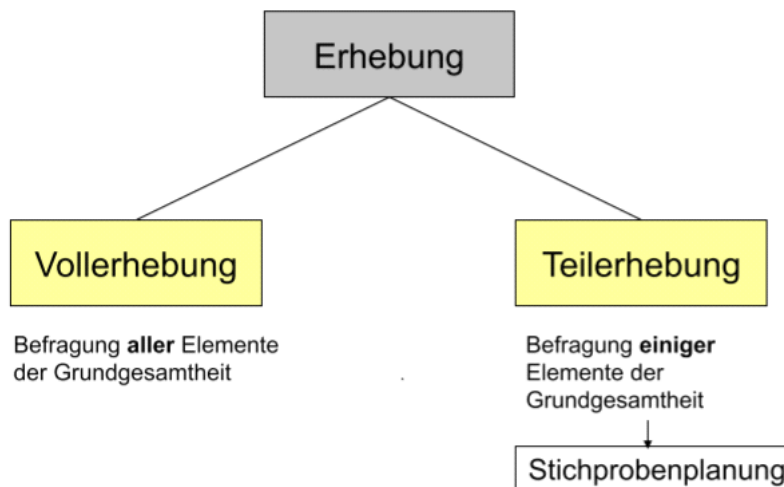 Erhebung
Vollerhebung
Teilerhebung
Befragung aller Elemente
der Grundgesamtheit
Befragung einiger
Elemente der
Grundgesamtheit
Stichprobenplanung